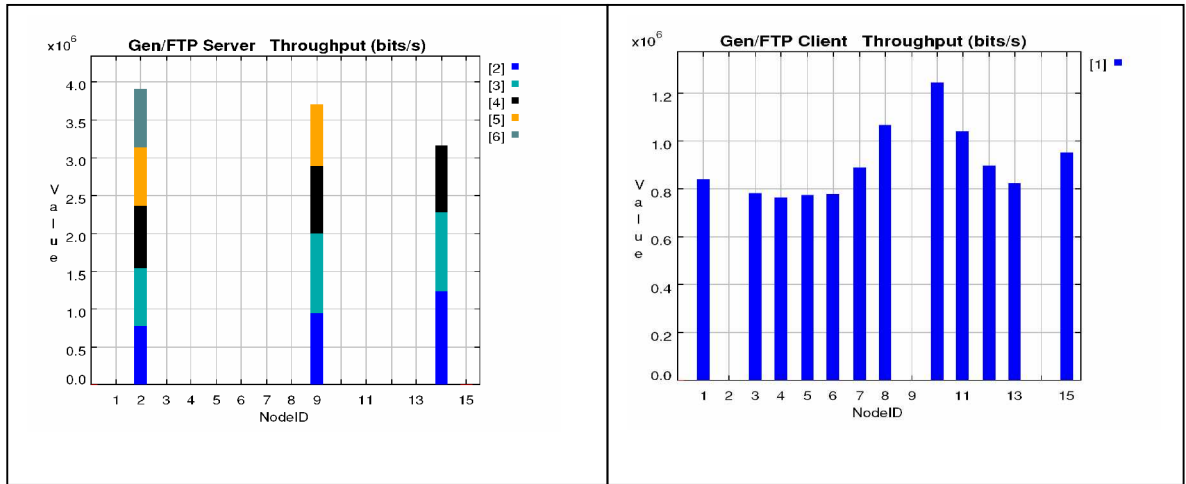 x10^6 Gen/FTP Server Throughput (bits/s)
[2]
[3]
[4]
[5]
[6]
4.0
3.5
3.0
2.5
2.0
1.5
1.0
0.5
0.0
Value
1 2 3 4 5 6 7 8 9 11 13 15
NodeID
x10^6 Gen/FTP Client Throughput (bits/s)
[1]
1.2
1.0
0.8
0.6
0.4
0.2
0.0
Value
1 2 3 4 5 6 7 8 9 11 13 15
NodeID